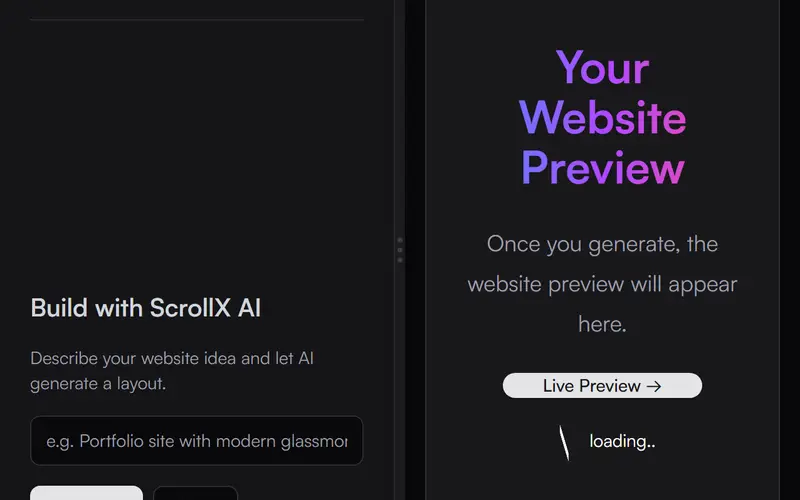 Build with ScrollX AI
Describe your website idea and let AI
generate a layout.
e.g. Portfolio site with modern
Your
Website
Preview
Once you generate, the
website preview will appear
here.
Live Preview →
loading..